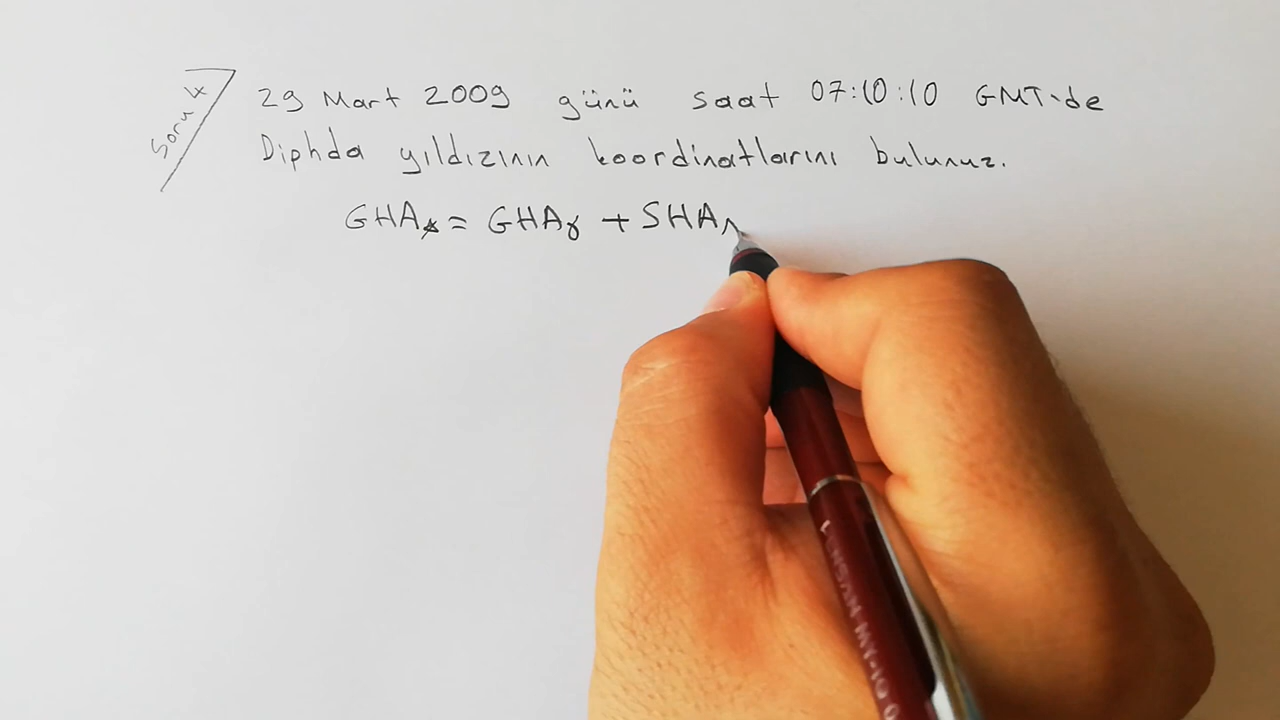 Soru 4
29 Mart 2009 günü saat 07:10:10 GMT'de
Diphda yıldızının koordinatlarını bulunuz.
GHA☆ = GHAγ + SHA